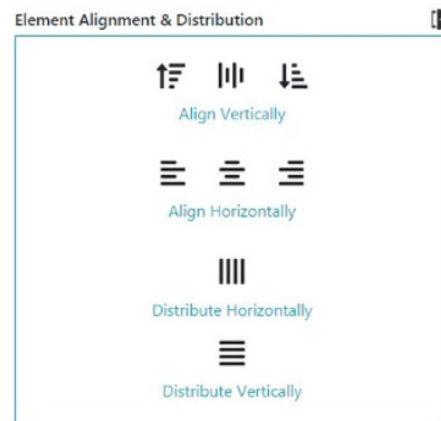 Element Alignment & Distribution
Align Vertically
Align Horizontally
Distribute Horizontally
Distribute Vertically